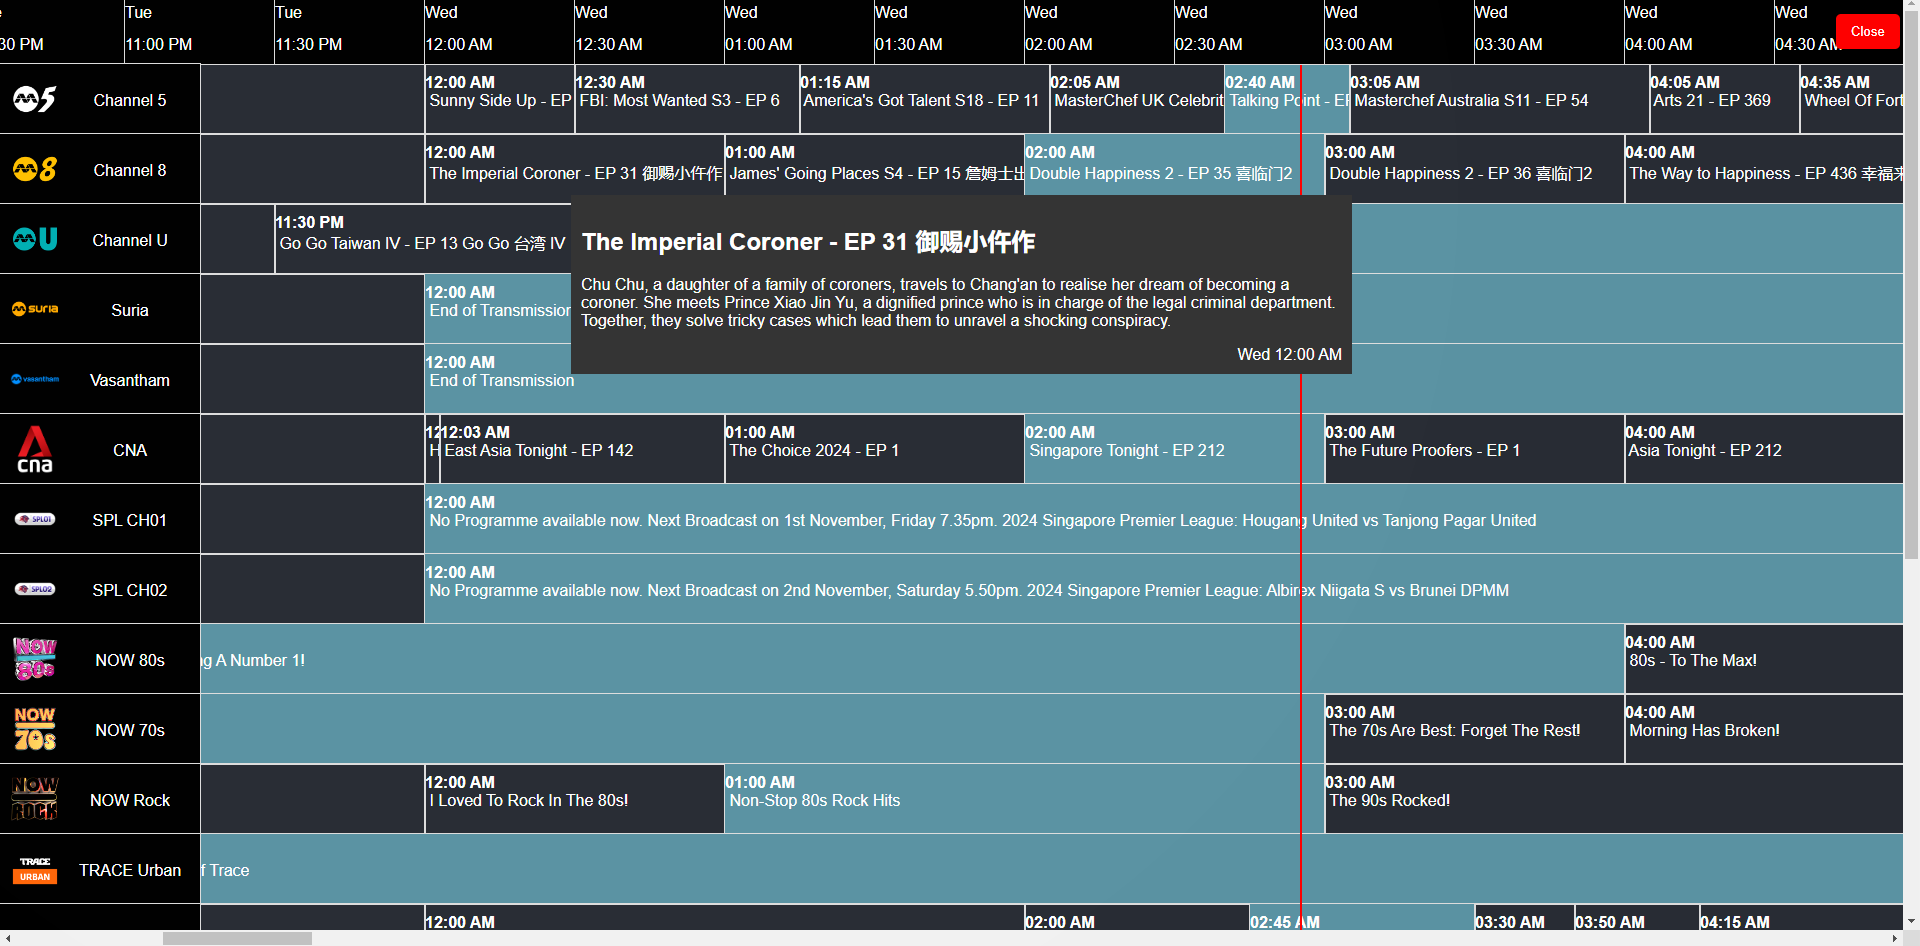 Tue Tue Wed Wed Wed Wed Wed Wed Wed Wed Wed Wed
30 PM 11:00 PM 11:30 PM 12:00 AM 12:30 AM 01:00 AM 01:30 AM 02:00 AM 02:30 AM 03:00 AM 03:30 AM 04:00 AM 04:30 AM
Close
5 Channel 5
12:00 AM 12:30 AM 01:15 AM 02:05 AM 02:40 AM 03:05 AM 04:05 AM 04:35 AM
Sunny Side Up - EP FBI: Most Wanted S3 - EP 6 America's Got Talent S18 - EP 11 MasterChef UK Celebrit Talking Point - EP Masterchef Australia S11 - EP 54 Arts 21 - EP 369 Wheel Of Fort
8 Channel 8
12:00 AM 01:00 AM 02:00 AM 03:00 AM 04:00 AM
The Imperial Coroner - EP 31 御赐小仵作 James' Going Places S4 - EP 15 詹姆士出 Double Happiness 2 - EP 35 喜临门2 Double Happiness 2 - EP 36 喜临门2 The Way to Happiness - EP 436 幸福来
U Channel U
11:30 PM
Go Go Taiwan IV - EP 13 Go Go 台湾 IV
The Imperial Coroner - EP 31 御赐小仵作
Chu Chu, a daughter of a family of coroners, travels to Chang'an to realise her dream of becoming a
coroner. She meets Prince Xiao Jin Yu, a dignified prince who is in charge of the legal criminal department.
Together, they solve tricky cases which lead them to unravel a shocking conspiracy.
Wed 12:00 AM
suria Suria
12:00 AM
End of Transmission
vasantham Vasantham
12:00 AM
End of Transmission
cna CNA
12 12:03 AM 01:00 AM 02:00 AM 03:00 AM 04:00 AM
H East Asia Tonight - EP 142 The Choice 2024 - EP 1 Singapore Tonight - EP 212 The Future Proofers - EP 1 Asia Tonight - EP 212
SPL01 SPL CH01
12:00 AM
No Programme available now. Next Broadcast on 1st November, Friday 7.35pm. 2024 Singapore Premier League: Hougang United vs Tanjong Pagar United
SPL02 SPL CH02
12:00 AM
No Programme available now. Next Broadcast on 2nd November, Saturday 5.50pm. 2024 Singapore Premier League: Albirex Niigata S vs Brunei DPMM
NOW 80s NOW 80s
ng A Number 1!
04:00 AM
80s - To The Max!
NOW 70s NOW 70s
03:00 AM 04:00 AM
The 70s Are Best: Forget The Rest! Morning Has Broken!
NOW ROCK NOW Rock
12:00 AM 01:00 AM 03:00 AM
I Loved To Rock In The 80s! Non-Stop 80s Rock Hits The 90s Rocked!
TRACE URBAN TRACE Urban
f Trace
12:00 AM 02:00 AM 02:45 AM 03:30 AM 03:50 AM 04:15 AM